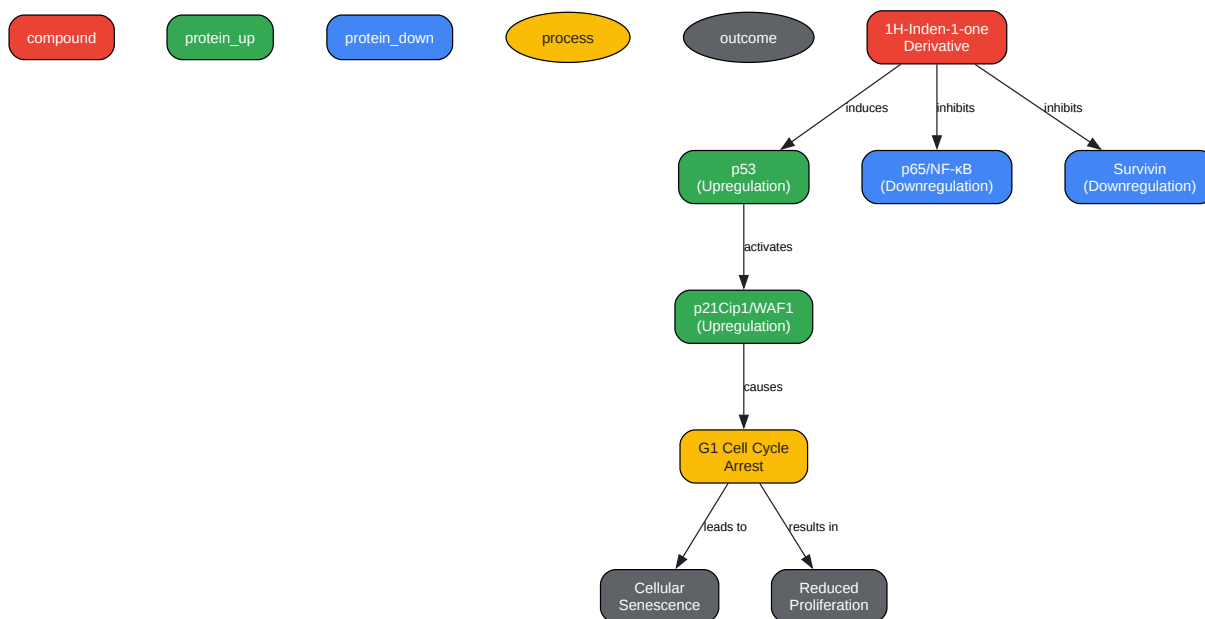 compound
protein_up
protein_down
process
outcome
1H-Inden-1-one
Derivative
induces
inhibits
inhibits
p53
(Upregulation)
p65/NF-κB
(Downregulation)
Survivin
(Downregulation)
activates
p21Cip1/WAF1
(Upregulation)
causes
G1 Cell Cycle
Arrest
leads to
results in
Cellular
Senescence
Reduced
Proliferation